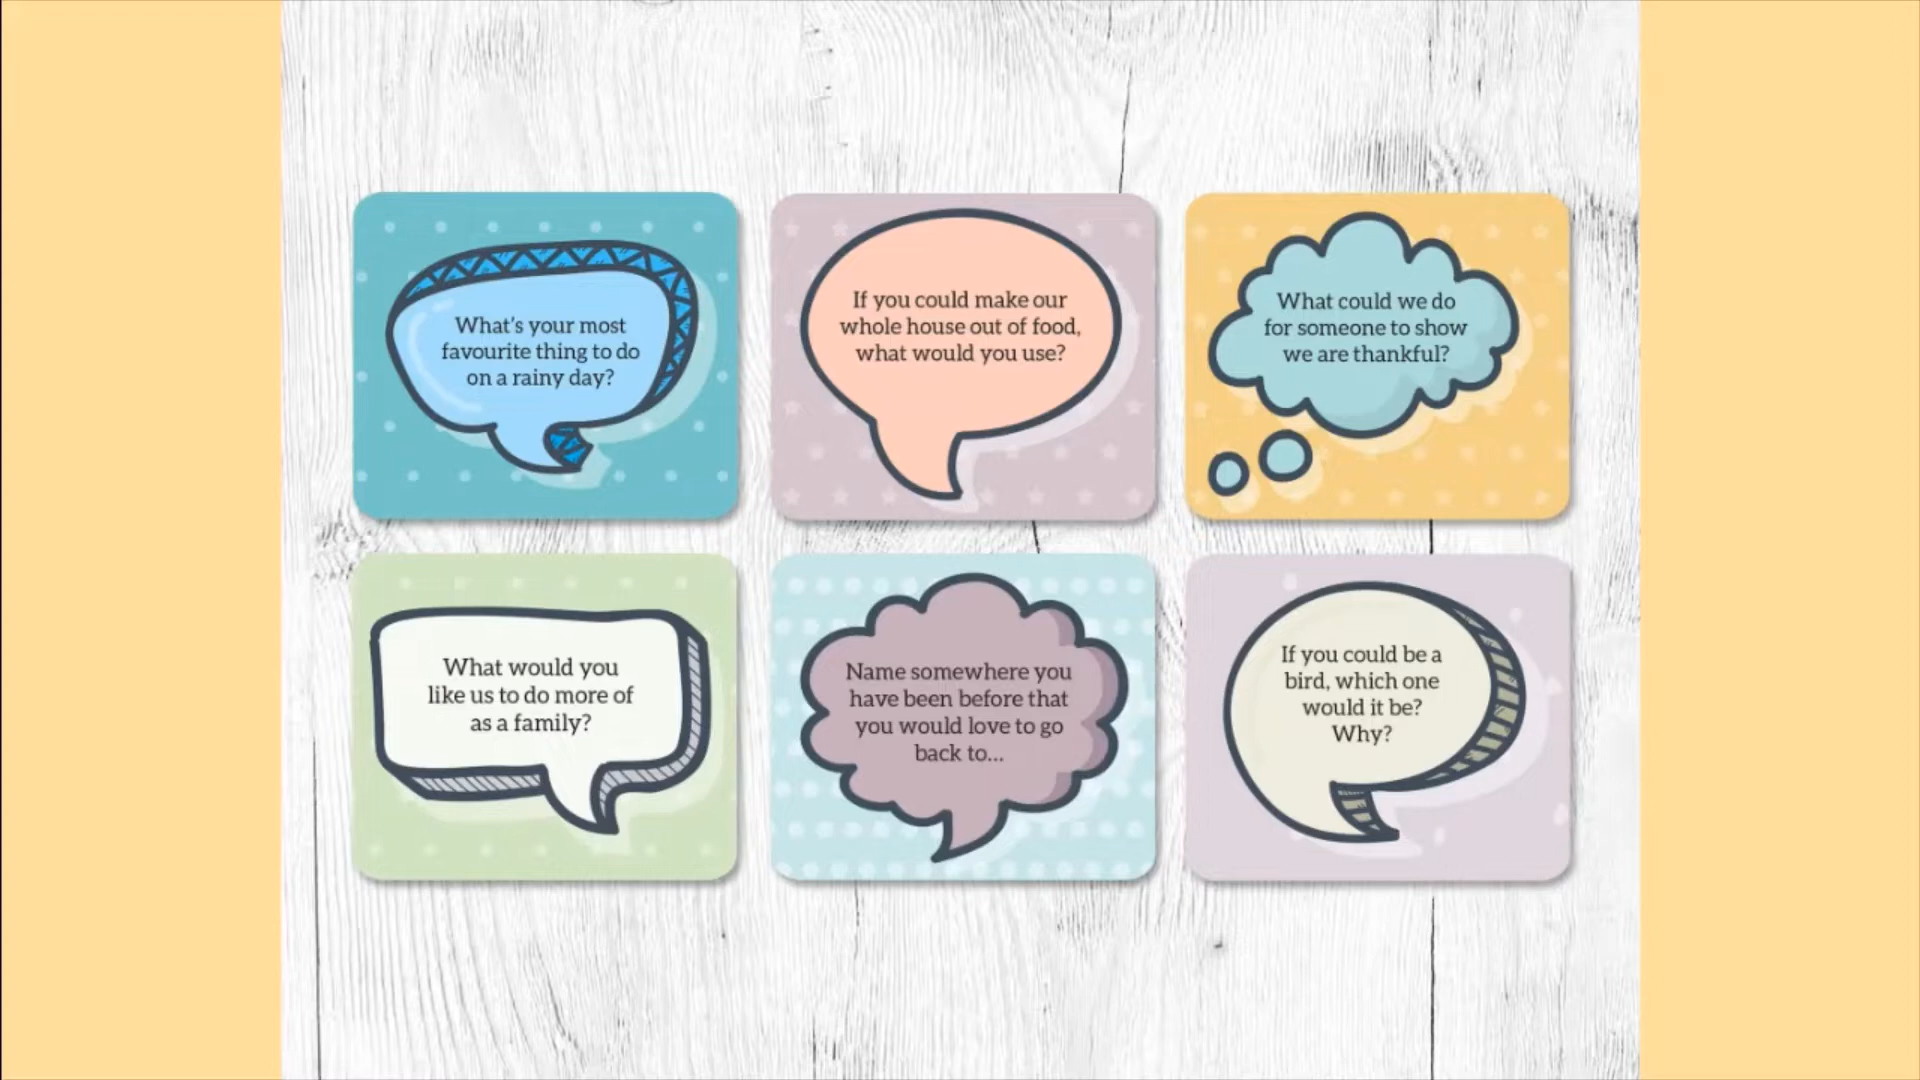 What's your most
favourite thing to do
on a rainy day?
If you could make our
whole house out of food,
what would you use?
What could we do
for someone to show
we are thankful?
What would you
like us to do more of
as a family?
Name somewhere you
have been before that
you would love to go
back to...
If you could be a
bird, which one
would it be?
Why?